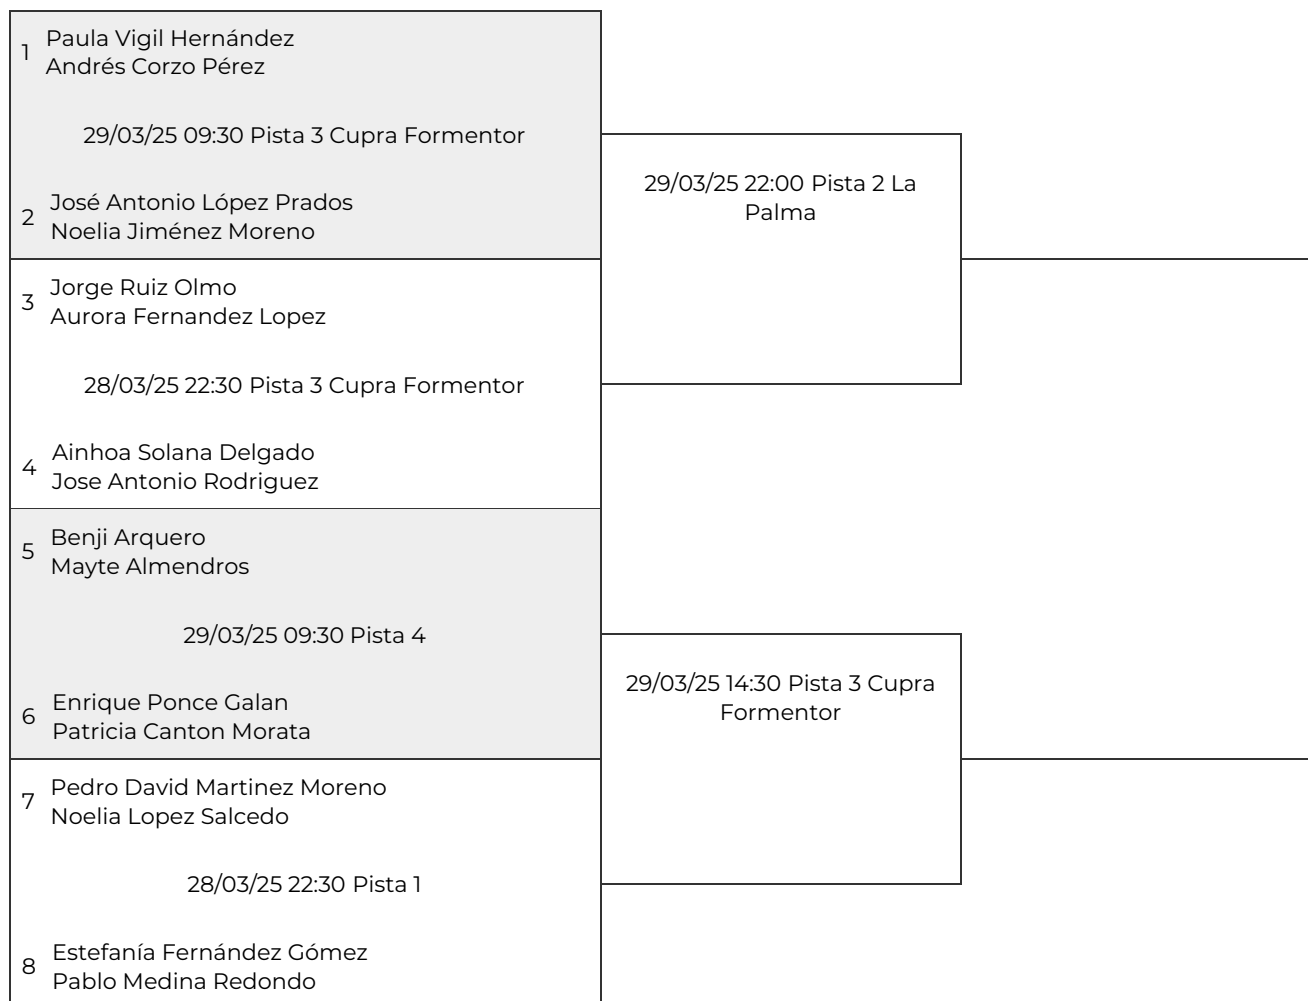 1
Paula Vigil Hernández
Andrés Corzo Pérez
29/03/25 09:30 Pista 3 Cupra Formentor
2
José Antonio López Prados
Noelia Jiménez Moreno
29/03/25 22:00 Pista 2 La
Palma
3
Jorge Ruiz Olmo
Aurora Fernandez Lopez
28/03/25 22:30 Pista 3 Cupra Formentor
4
Ainhoa Solana Delgado
Jose Antonio Rodriguez
5
Benji Arquero
Mayte Almendros
29/03/25 09:30 Pista 4
6
Enrique Ponce Galan
Patricia Canton Morata
29/03/25 14:30 Pista 3 Cupra
Formentor
7
Pedro David Martinez Moreno
Noelia Lopez Salcedo
28/03/25 22:30 Pista 1
8
Estefanía Fernández Gómez
Pablo Medina Redondo